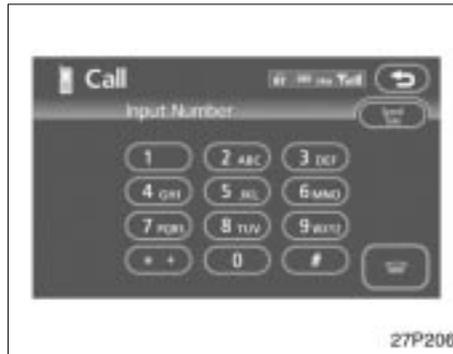 Call
Input Number
1 2 ABC 3 DEF
4 GHI 5 JKL 6 MNO
7 PQRS 8 TUV 9 WXYZ
* + 0 #
27P206